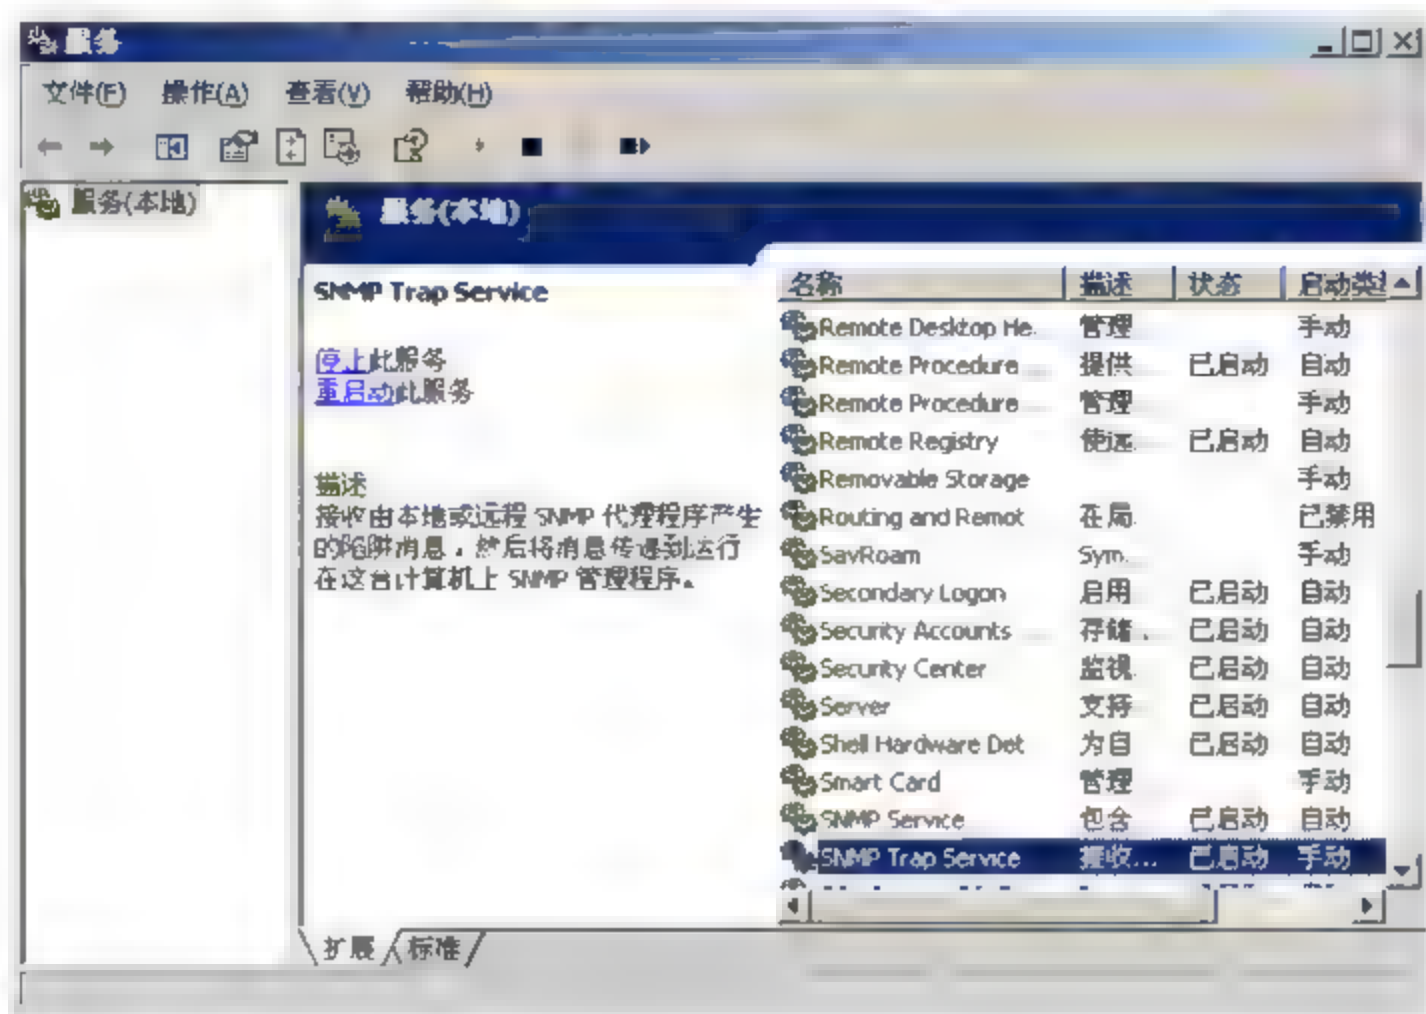 服务
文件(F) 操作(A) 查看(V) 帮助(H)
服务(本地)
服务(本地)
SNMP Trap Service
停止此服务
重启动此服务
描述
接收由本地或远程 SNMP 代理程序产生
的陷阱消息，然后将消息传递到运行
在这台计算机上 SNMP 管理程序。
名称 描述 状态 启动类
Remote Desktop He. 管理 手动
Remote Procedure ... 提供 已启动 自动
Remote Procedure ... 管理 手动
Remote Registry 使远. 已启动 自动
Removable Storage 手动
Routing and Remot 在局. 已禁用
SavRoam Sym. 手动
Secondary Logon 启用 已启动 自动
Security Accounts ... 存储. 已启动 自动
Security Center 监视. 已启动 自动
Server 支持 已启动 自动
Shell Hardware Det 为自 已启动 自动
Smart Card 管理 手动
SNMP Service 包含 已启动 自动
SNMP Trap Service 接收... 已启动 手动
扩展 标准